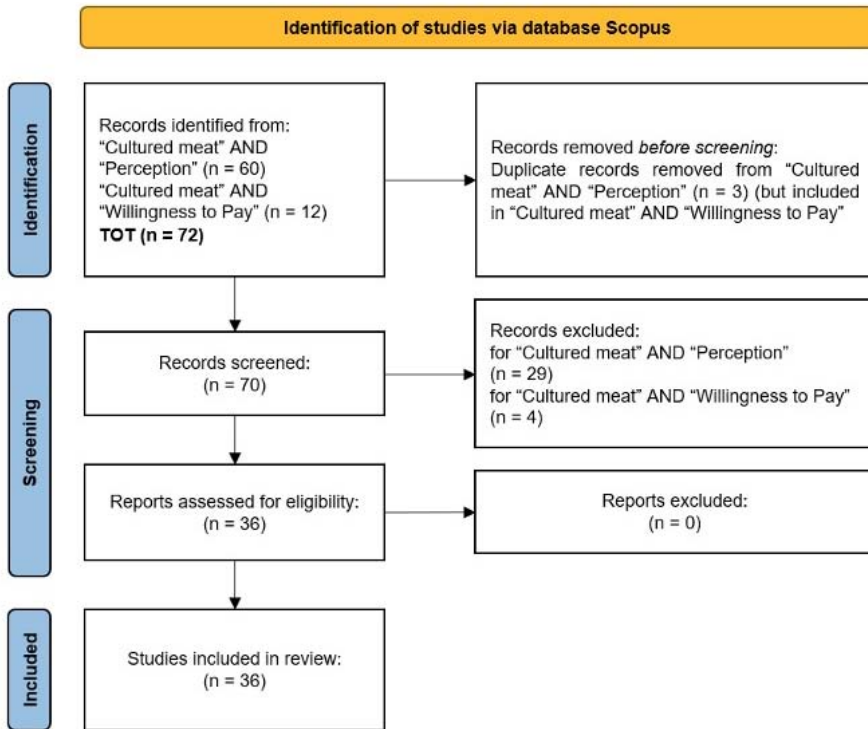 Identification of studies via database Scopus
Identification
Records identified from:
“Cultured meat” AND
“Perception” (n = 60)
“Cultured meat” AND
“Willingness to Pay” (n = 12)
TOT (n = 72)
Records removed before screening:
Duplicate records removed from “Cultured
meat” AND “Perception” (n = 3) (but included
in “Cultured meat” AND “Willingness to Pay”
Screening
Records screened:
(n = 70)
Records excluded:
for “Cultured meat” AND “Perception”
(n = 29)
for “Cultured meat” AND “Willingness to Pay”
(n = 4)
Reports assessed for eligibility:
(n = 36)
Reports excluded:
(n = 0)
Included
Studies included in review:
(n = 36)